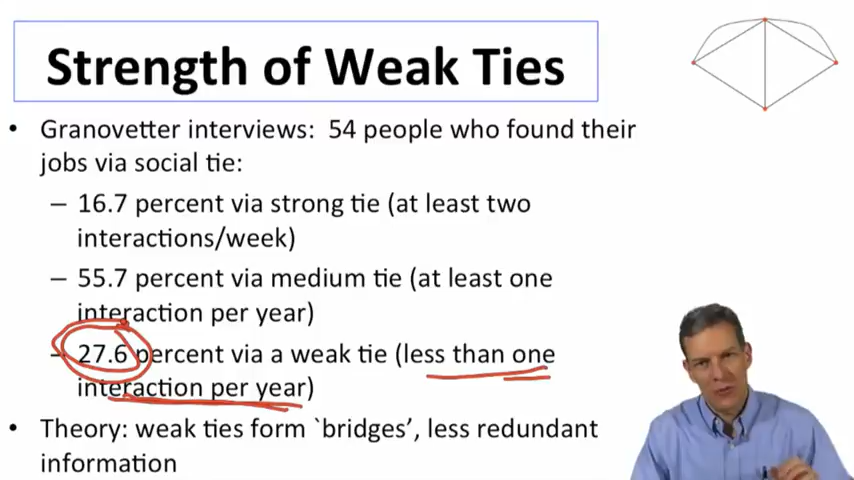 Strength of Weak Ties
• Granovetter interviews: 54 people who found their
jobs via social tie:
– 16.7 percent via strong tie (at least two
interactions/week)
– 55.7 percent via medium tie (at least one
interaction per year)
– 27.6 percent via a weak tie (less than one
interaction per year)
• Theory: weak ties form `bridges’, less redundant
information